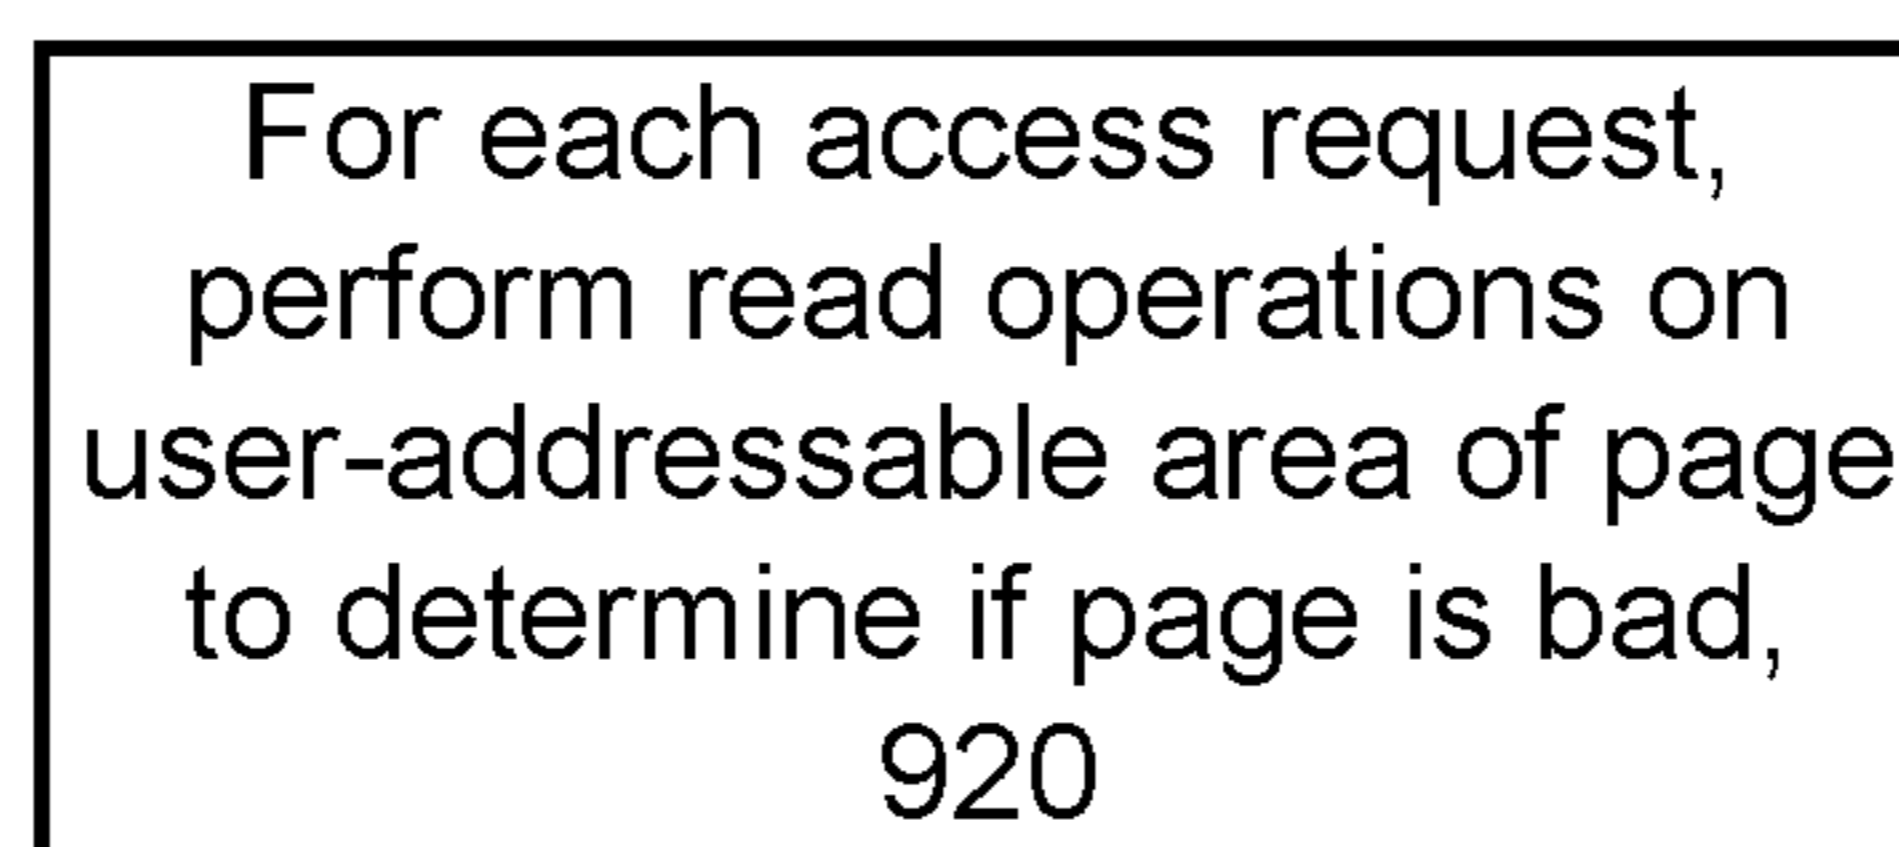 For each access request,
perform read operations on
user-addressable area of page
to determine if page is bad,
920